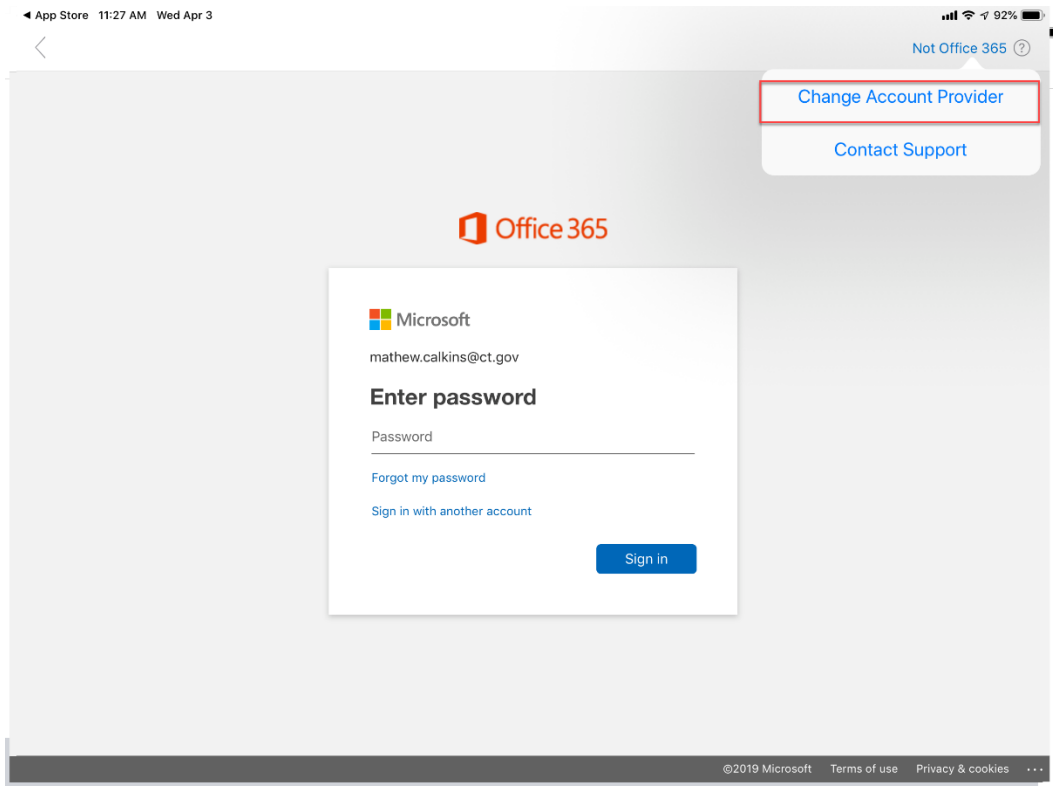 App Store 11:27 AM Wed Apr 3 92%
Not Office 365 ?
Change Account Provider
Contact Support
Office 365
Microsoft
mathew.calkins@ct.gov
Enter password
Password
Forgot my password
Sign in with another account
Sign in
©2019 Microsoft Terms of use Privacy & cookies ...